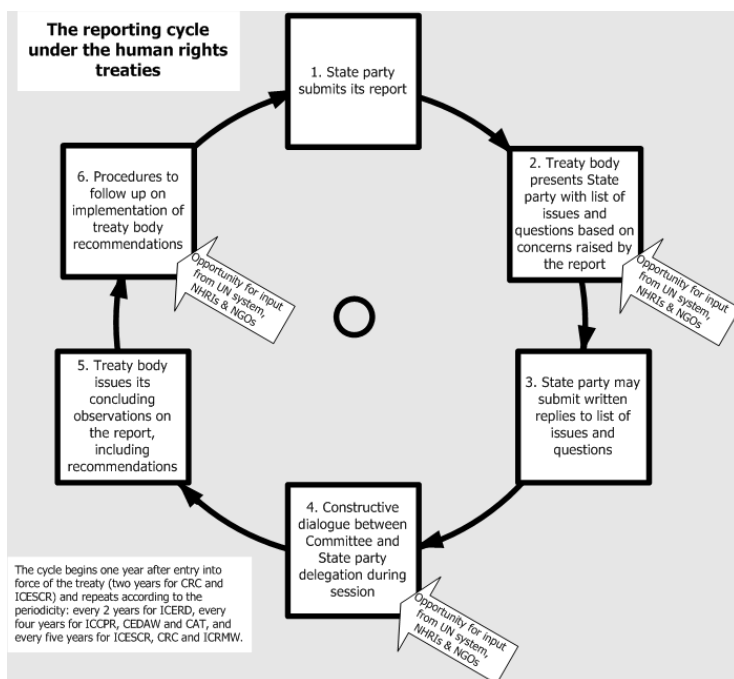 The reporting cycle
under the human rights
treaties
1. State party
submits its report
2. Treaty body
presents State
party with list of
issues and
questions based on
concerns raised by
the report
Opportunity for input
from UN system,
NHRIs & NGOs
3. State party may
submit written
replies to list of
issues and
questions
4. Constructive
dialogue between
Committee and
State party
delegation during
session
Opportunity for input
from UN system,
NHRIs & NGOs
5. Treaty body
issues its
concluding
observations on
the report,
including
recommendations
6. Procedures to
follow up on
implementation of
treaty body
recommendations
Opportunity for input
from UN system,
NHRIs & NGOs
The cycle begins one year after entry into
force of the treaty (two years for CRC and
ICESCR) and repeats according to the
periodicity: every 2 years for ICERD, every
four years for ICCPR, CEDAW and CAT, and
every five years for ICESCR, CRC and ICRMW.